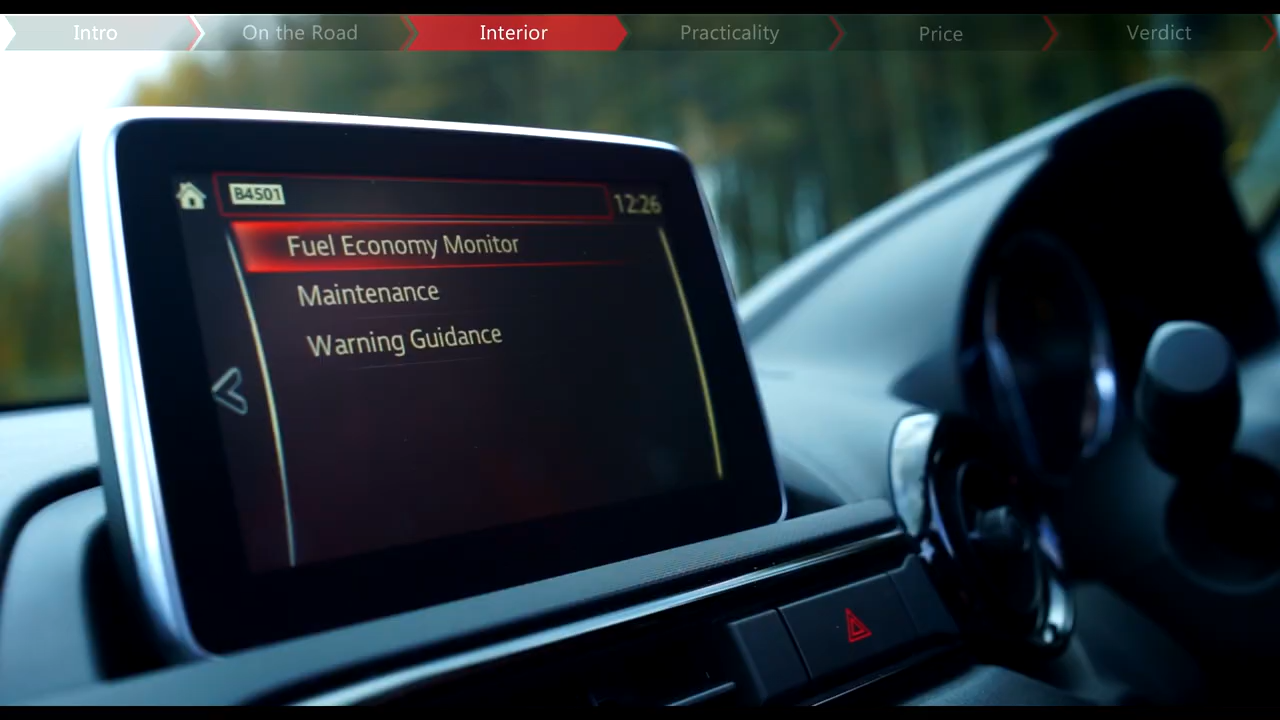 Intro
On the Road
Interior
Practicality
Price
Verdict
B4501
12:26
Fuel Economy Monitor
Maintenance
Warning Guidance